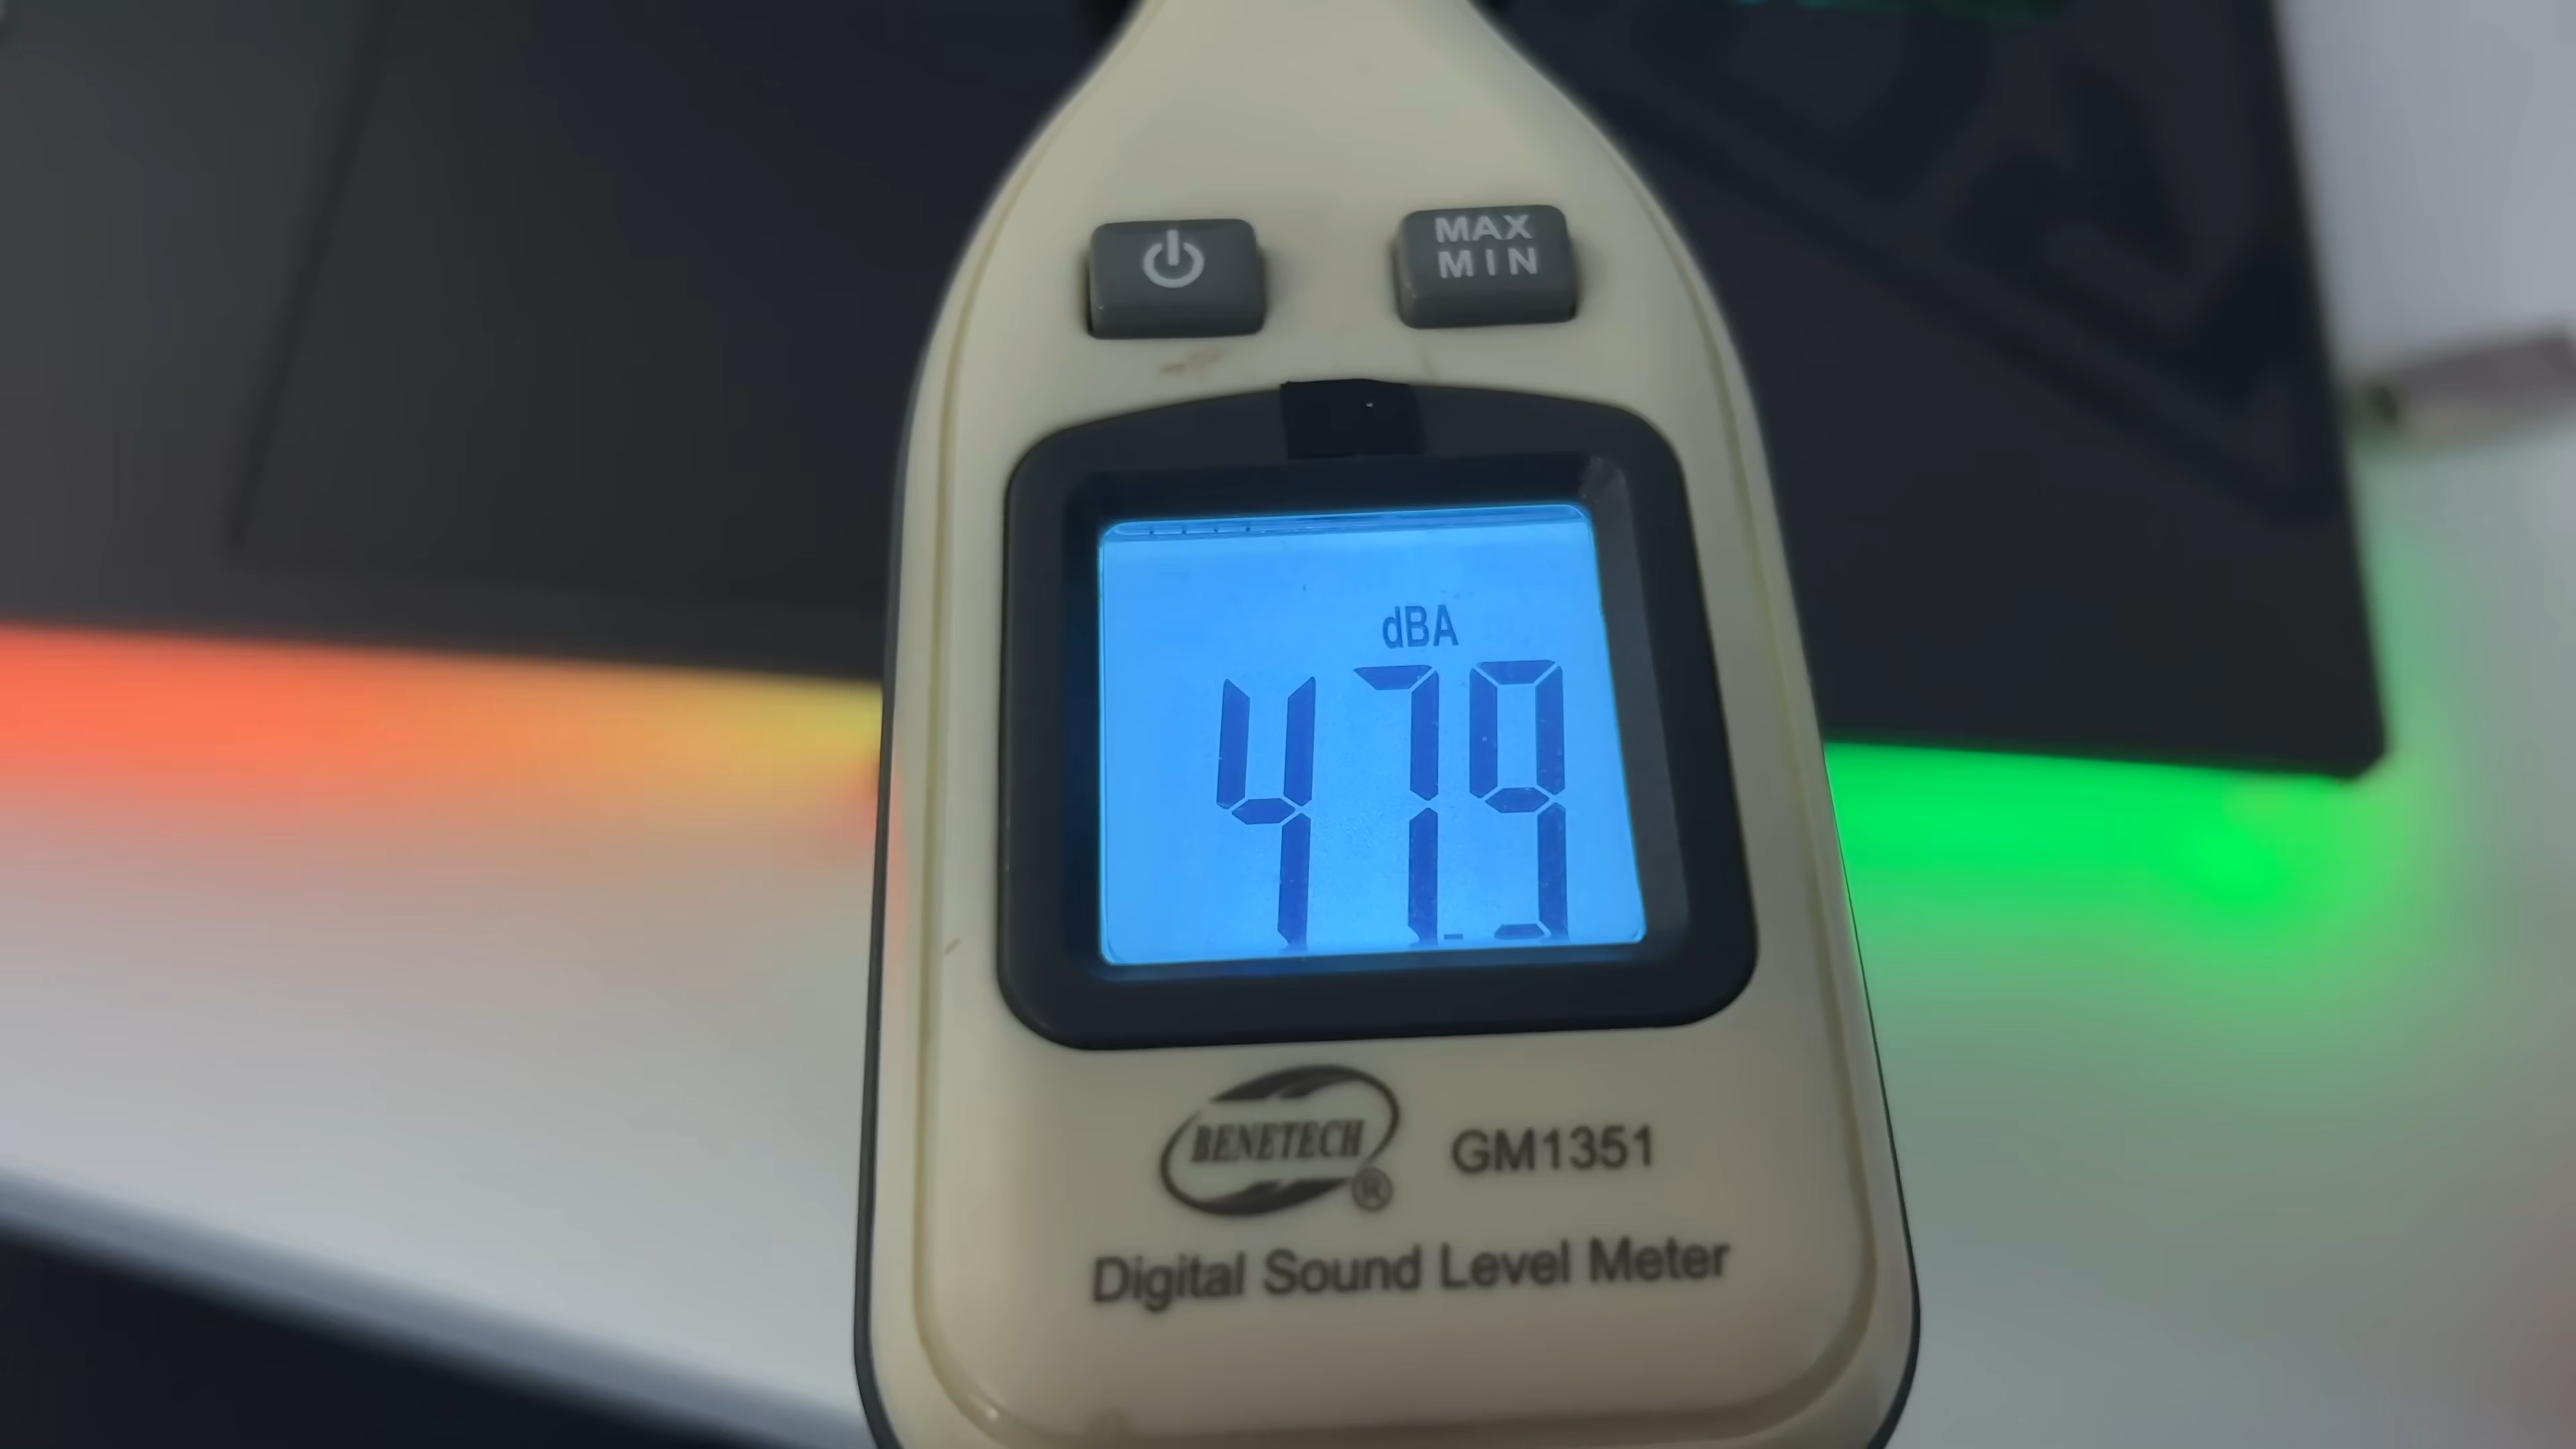 MAX
MIN
dBA
47.9
BENETECH
®
GM1351
Digital Sound Level Meter